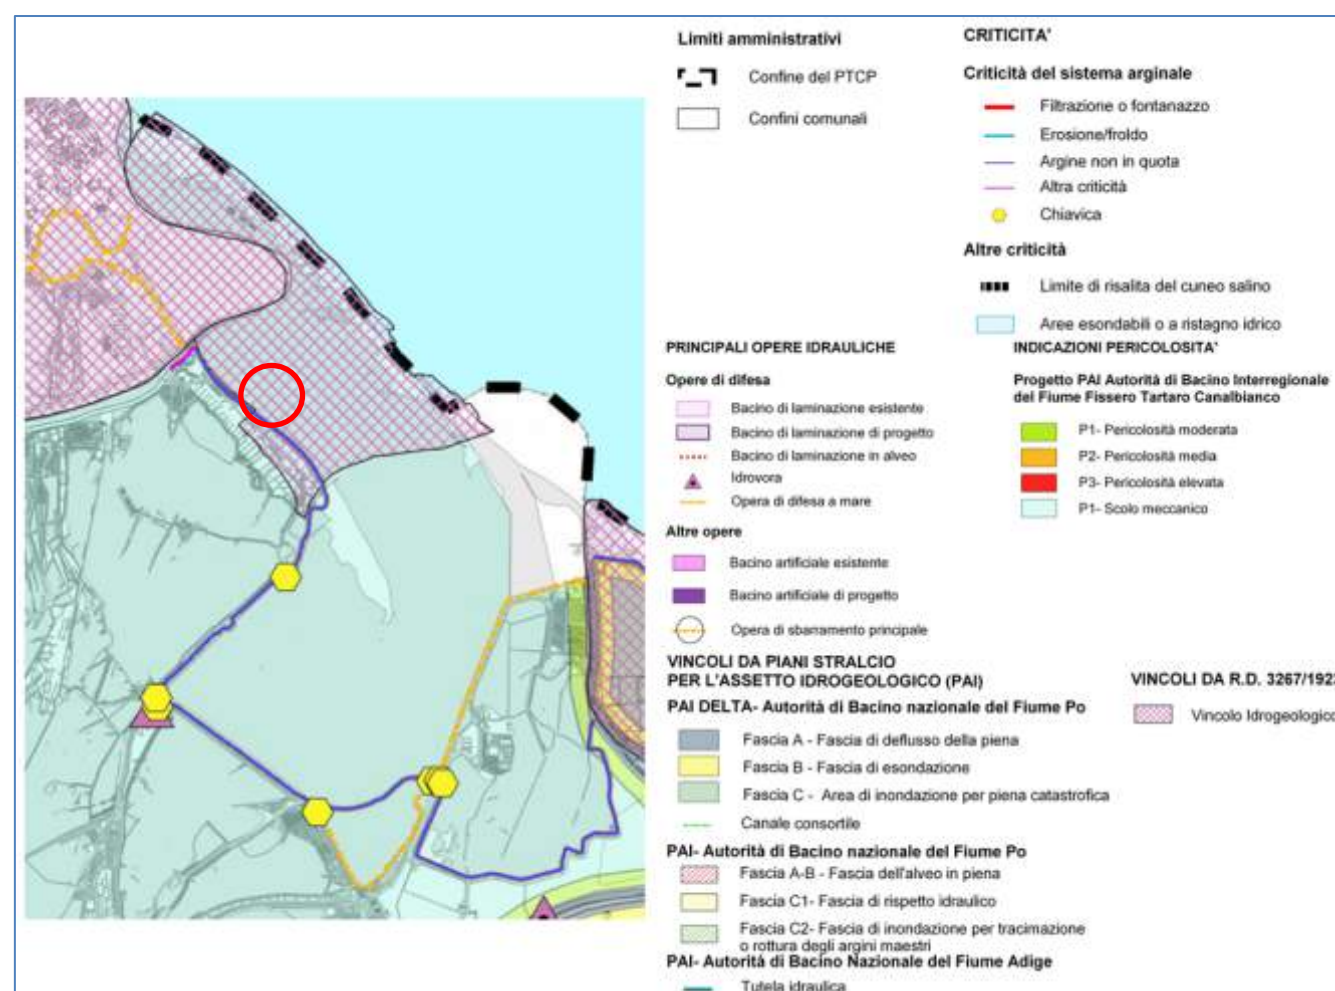 Limiti amministrativi
Confine del PTCP
Confini comunali
CRITICITA'
Criticità del sistema arginale
Filtrazione o fontanazzo
Erosione/froldo
Argine non in quota
Altra criticità
Chiavica
Altre criticità
Limite di risalita del cuneo salino
Aree esondabili o a ristagno idrico
PRINCIPALI OPERE IDRAULICHE
Opere di difesa
Bacino di laminazione esistente
Bacino di laminazione di progetto
Bacino di laminazione in alveo
Idrovora
Opera di difesa a mare
Altre opere
Bacino artificiale esistente
Bacino artificiale di progetto
Opera di sbarramento principale
INDICAZIONI PERICOLOSITA'
Progetto PAI Autorità di Bacino Interregionale
del Fiume Fissero Tartaro Canalbianco
P1- Pericolosità moderata
P2- Pericolosità media
P3- Pericolosità elevata
P1- Scolo meccanico
VINCOLI DA PIANI STRALCIO
PER L'ASSETTO IDROGEOLOGICO (PAI)
PAI DELTA- Autorità di Bacino nazionale del Fiume Po
Fascia A - Fascia di deflusso della piena
Fascia B - Fascia di esondazione
Fascia C - Area di inondazione per piena catastrofica
Canale consortile
PAI- Autorità di Bacino nazionale del Fiume Po
Fascia A-B - Fascia dell'alveo in piena
Fascia C1- Fascia di rispetto idraulico
Fascia C2- Fascia di inondazione per tracimazione
o rottura degli argini maestri
PAI- Autorità di Bacino Nazionale del Fiume Adige
Tutela idraulica
VINCOLI DA R.D. 3267/1923
Vincolo Idrogeologico